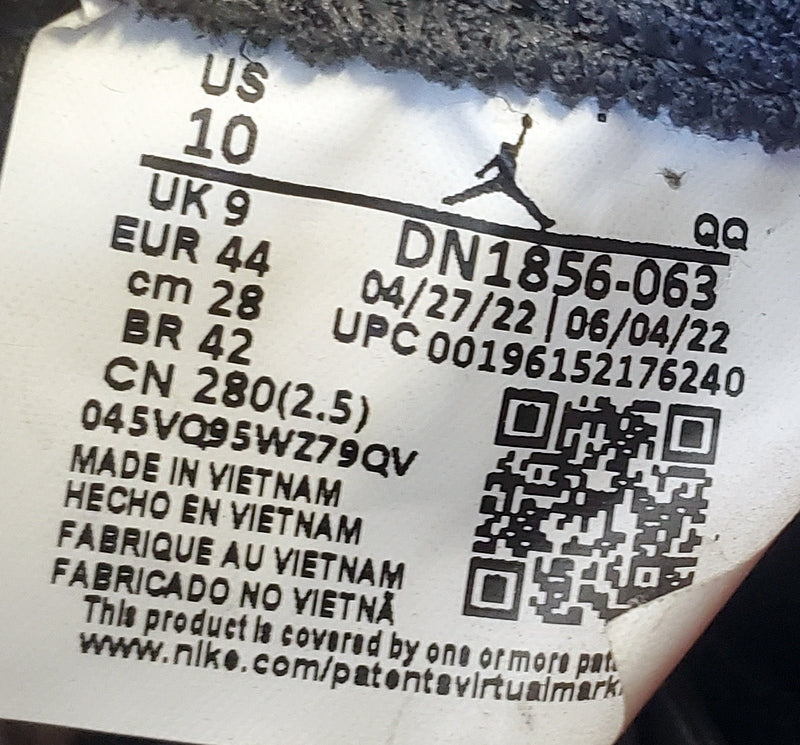 US
10
UK 9
EUR 44
cm 28
BR 42
CN 280(2.5)
045VQ95WZ79QV
QQ
DN1856-063
04/27/22 | 06/04/22
UPC 00196152176240
MADE IN VIETNAM
HECHO EN VIETNAM
FABRIQUE AU VIETNAM
FABRICADO NO VIETNÃ
This product is covered by one or more
www.nike.com/patentsvirtualmark